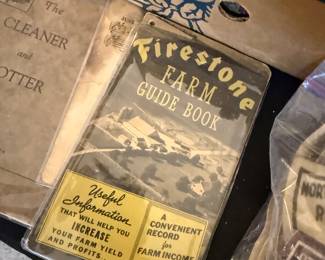 The
CLEANER
and
OTTER
Firestone
FARM
GUIDE BOOK
Useful
Information
THAT WILL HELP YOU
INCREASE
YOUR FARM YIELD
AND PROFITS.
A
CONVENIENT
RECORD
for
FARM INCOME
NOR
R